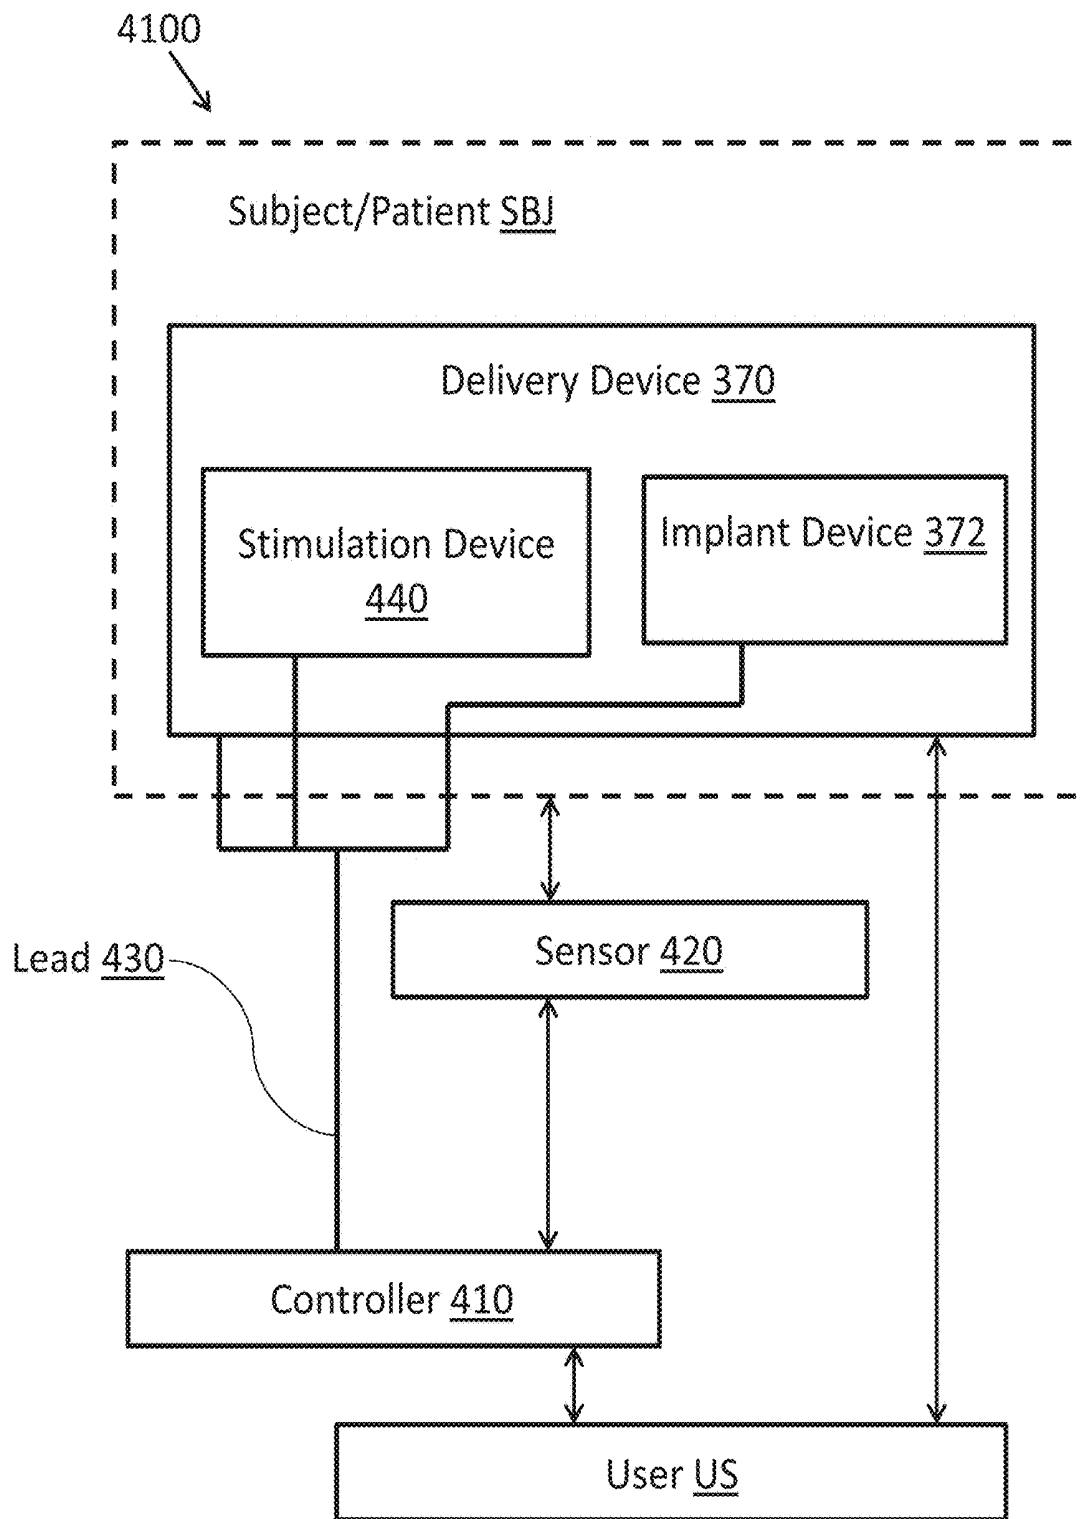 4100
Subject/Patient SBJ
Delivery Device 370
Stimulation Device
440
Implant Device 372
Sensor 420
Lead 430
Controller 410
User US